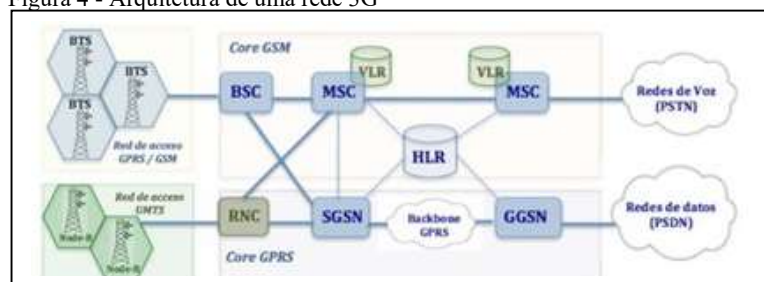 Figura 4 - Arquitetura de uma rede 3G
BTS
BTS
BTS
Red de acceso
GPRS / GSM
Core GSM
BSC
MSC
VLR
VLR
MSC
HLR
Redes de Voz
(PSTN)
Red de acceso
UMTS
Node-B
Node-B
RNC
SGSN
Backbone
GPRS
GGSN
Redes de datos
(PSDN)
Core GPRS